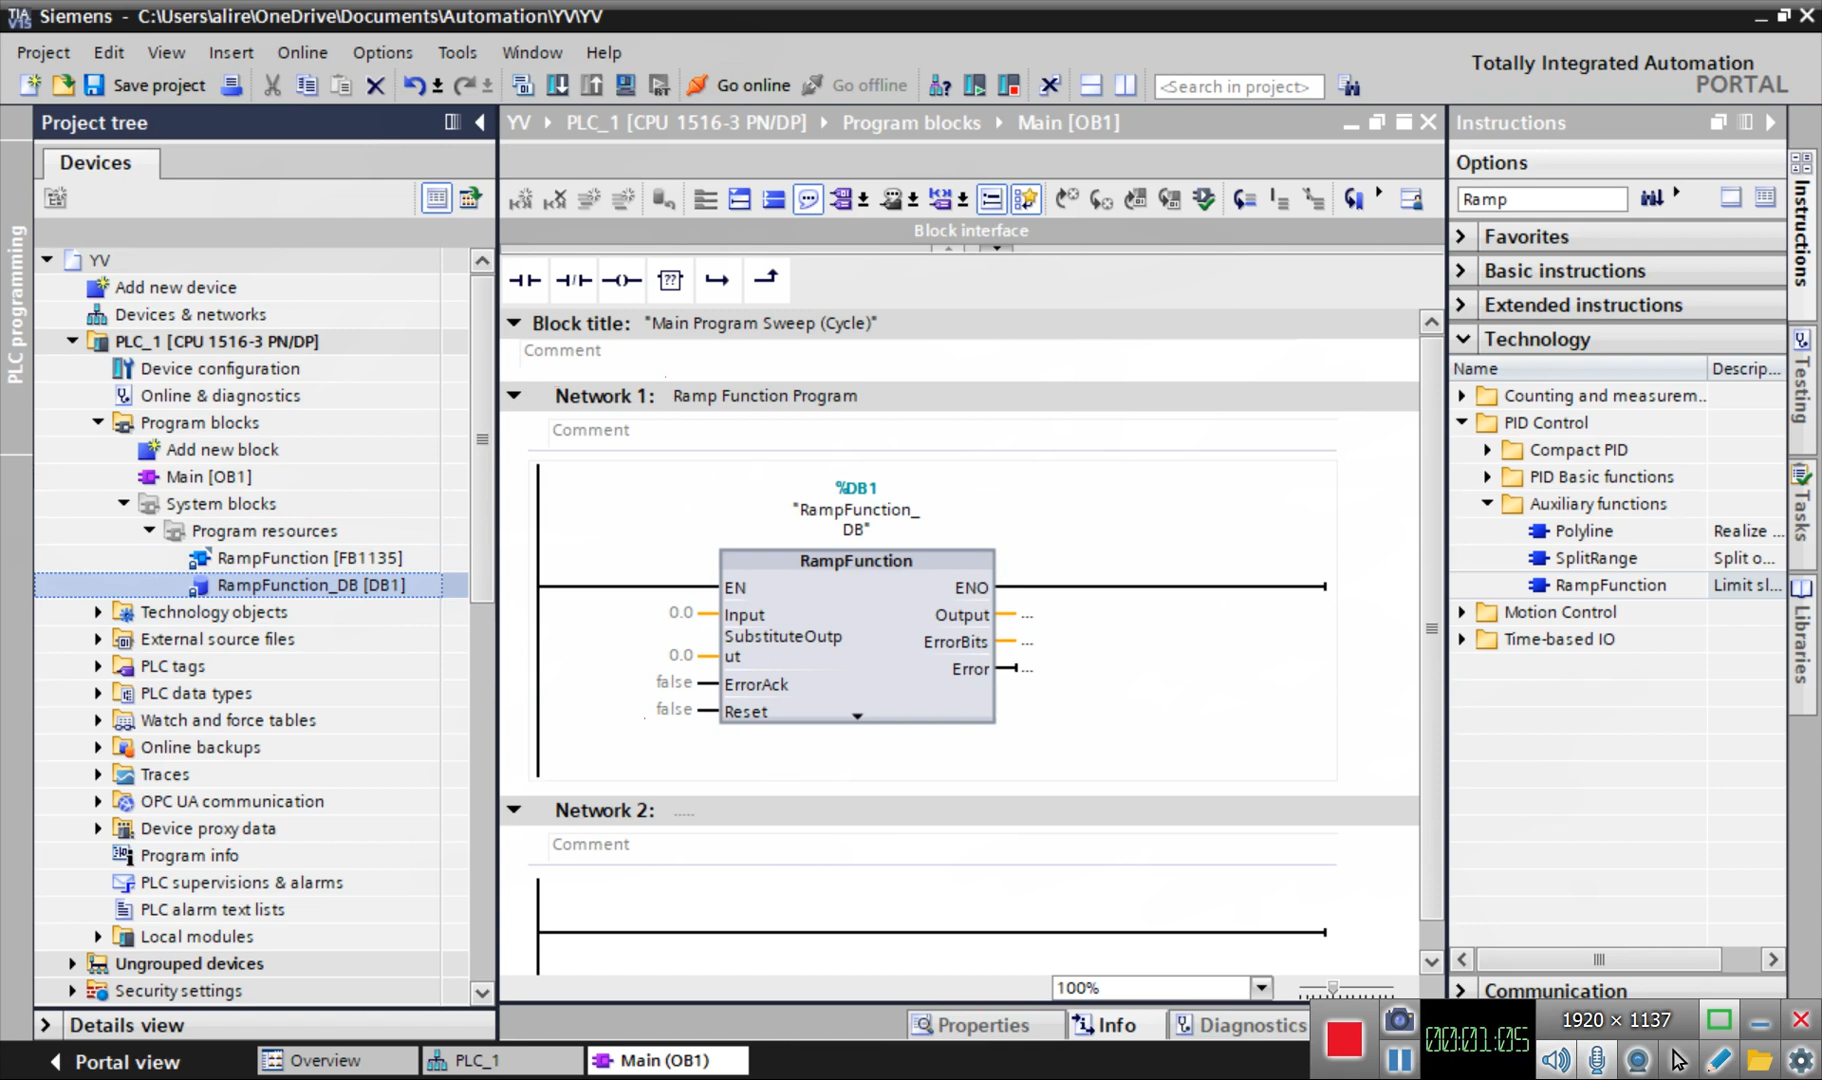 Siemens - C:\Users\alire\OneDrive\Documents\Automation\YV\YV
Project Edit View Insert Online Options Tools Window Help
Totally Integrated Automation
PORTAL
Save project
Go online
Go offline
<Search in project>
Project tree
YV PLC_1 [CPU 1516-3 PN/DP] Program blocks Main [OB1]
Instructions
Devices
Options
Ramp
Block interface
PLC programming
YV
Add new device
Devices & networks
PLC_1 [CPU 1516-3 PN/DP]
Device configuration
Online & diagnostics
Program blocks
Add new block
Main [OB1]
System blocks
Program resources
RampFunction [FB1135]
RampFunction_DB [DB1]
Technology objects
External source files
PLC tags
PLC data types
Watch and force tables
Online backups
Traces
OPC UA communication
Device proxy data
Program info
PLC supervisions & alarms
PLC alarm text lists
Local modules
Ungrouped devices
Security settings
Details view
??
Block title: "Main Program Sweep (Cycle)"
Comment
Network 1: Ramp Function Program
Comment
%DB1
"RampFunction_
DB"
RampFunction
EN ENO
0.0 Input Output ...
SubstituteOutp
0.0 ut
ErrorBits ...
Error ...
false ErrorAck
false Reset
Network 2: .....
Comment
100%
Properties Info Diagnostics
Favorites
Basic instructions
Extended instructions
Technology
Name Descrip...
Counting and measurem..
PID Control
Compact PID
PID Basic functions
Auxiliary functions
Polyline Realize ...
SplitRange Split o...
RampFunction Limit sl...
Motion Control
Time-based IO
Communication
Instructions
Testing
Tasks
Libraries
Portal view
Overview
PLC_1
Main (OB1)
1920 × 1137
00:01:05